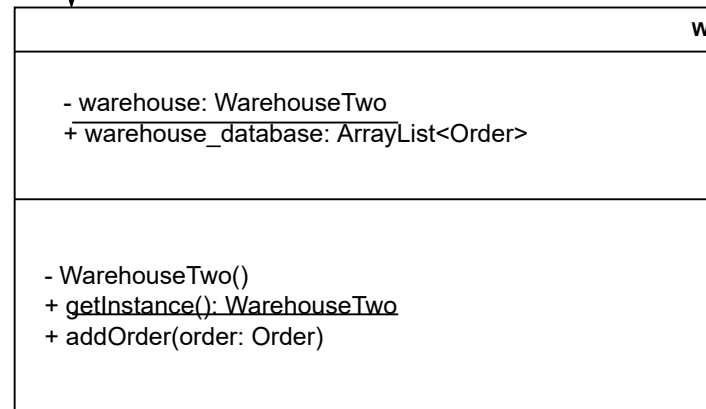 W
- warehouse: WarehouseTwo
+ warehouse_database: ArrayList<Order>
- WarehouseTwo()
+ getInstance(): WarehouseTwo
+ addOrder(order: Order)